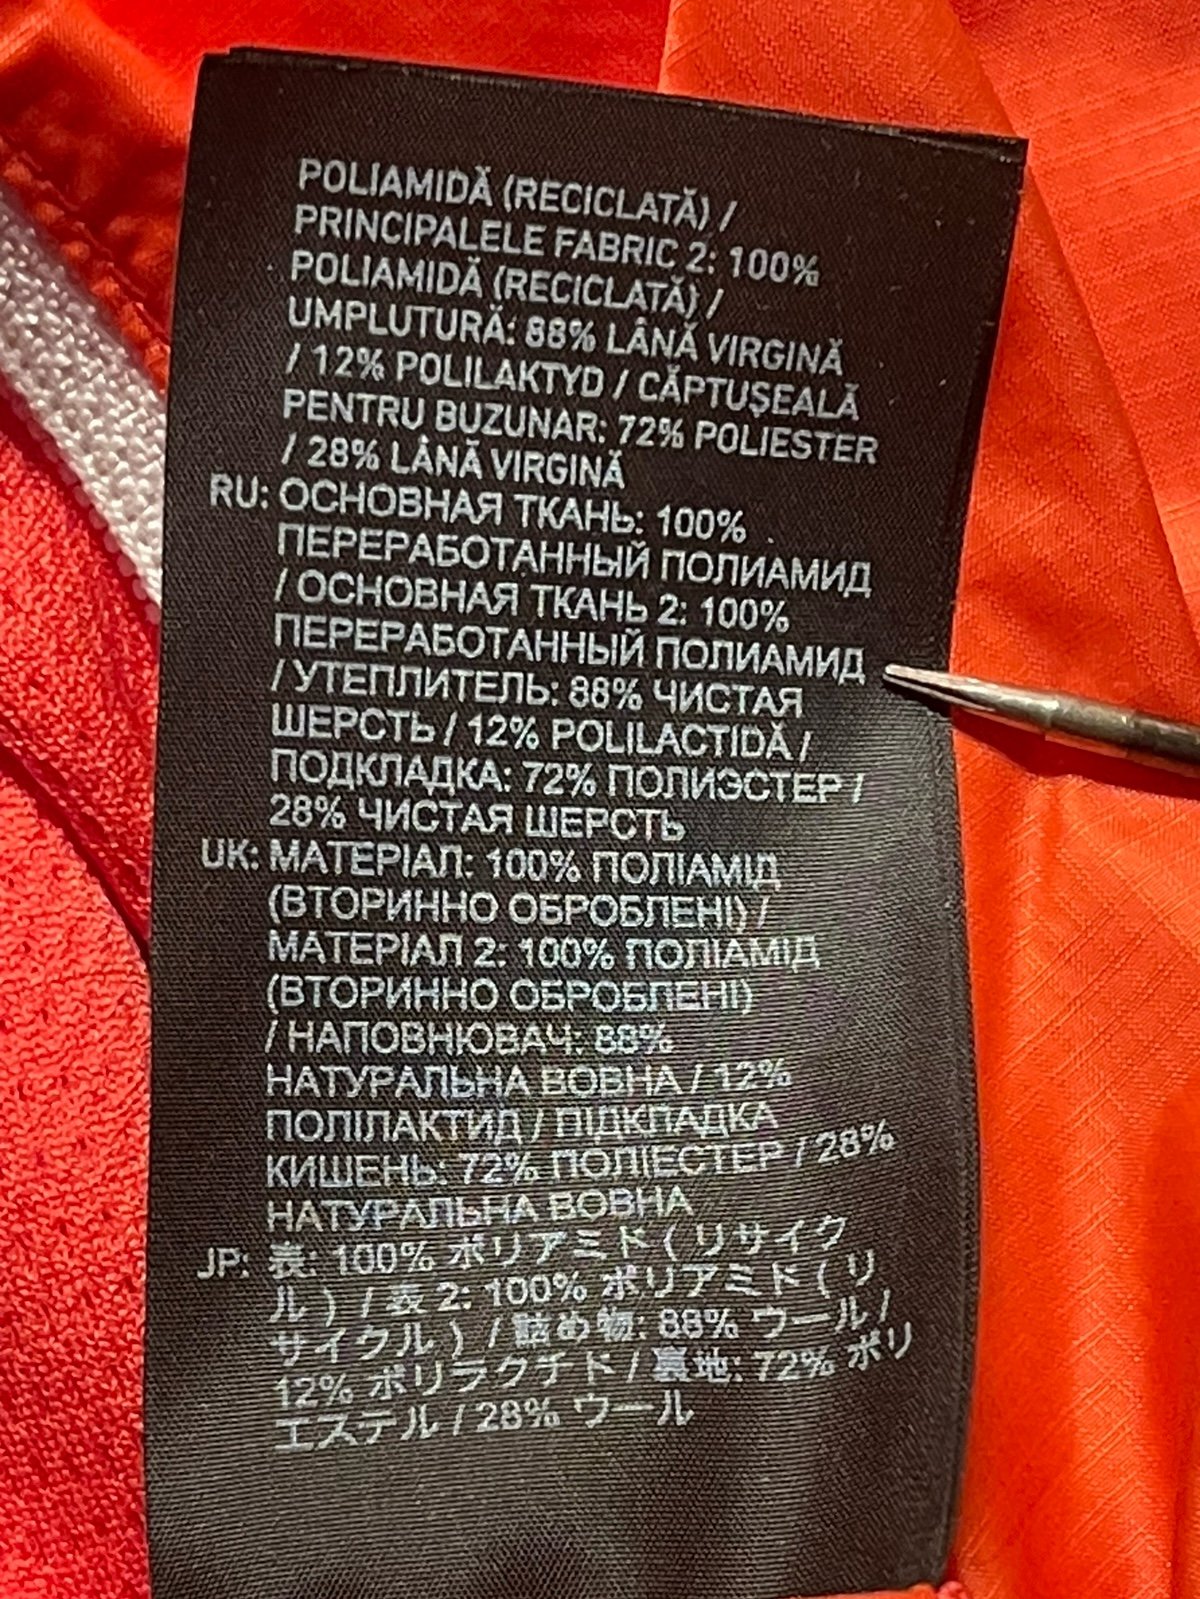 POLIAMIDĂ (RECICLATĂ) /
PRINCIPALELE FABRIC 2: 100%
POLIAMIDĂ (RECICLATĂ) /
UMPLUTURĂ: 88% LÂNĂ VIRGINĂ
/ 12% POLILAKTYD / CĂPTUȘEALĂ
PENTRU BUZUNAR: 72% POLIESTER
/ 28% LÂNĂ VIRGINĂ
RU: ОСНОВНАЯ ТКАНЬ: 100%
ПЕРЕРАБОТАННЫЙ ПОЛИАМИД
/ ОСНОВНАЯ ТКАНЬ 2: 100%
ПЕРЕРАБОТАННЫЙ ПОЛИАМИД
/ УТЕПЛИТЕЛЬ: 88% ЧИСТАЯ
ШЕРСТЬ / 12% POLILACTIDĂ /
ПОДКЛАДКА: 72% ПОЛИЭСТЕР /
28% ЧИСТАЯ ШЕРСТЬ
UK: МАТЕРІАЛ: 100% ПОЛІАМІД
(ВТОРИННО ОБРОБЛЕНІ) /
МАТЕРІАЛ 2: 100% ПОЛІАМІД
(ВТОРИННО ОБРОБЛЕНІ)
/ НАПОВНЮВАЧ: 88%
НАТУРАЛЬНА ВОВНА / 12%
ПОЛІЛАКТИД / ПІДКЛАДКА
КИШЕНЬ: 72% ПОЛІЕСТЕР / 28%
НАТУРАЛЬНА ВОВНА
JP: 表: 100% ポリアミド ( リサイク
ル ) / 表 2: 100% ポリアミド ( リ
サイクル ) / 詰め物: 88% ウール /
12% ポリラクチド / 裏地: 72% ポリ
エステル / 28% ウール